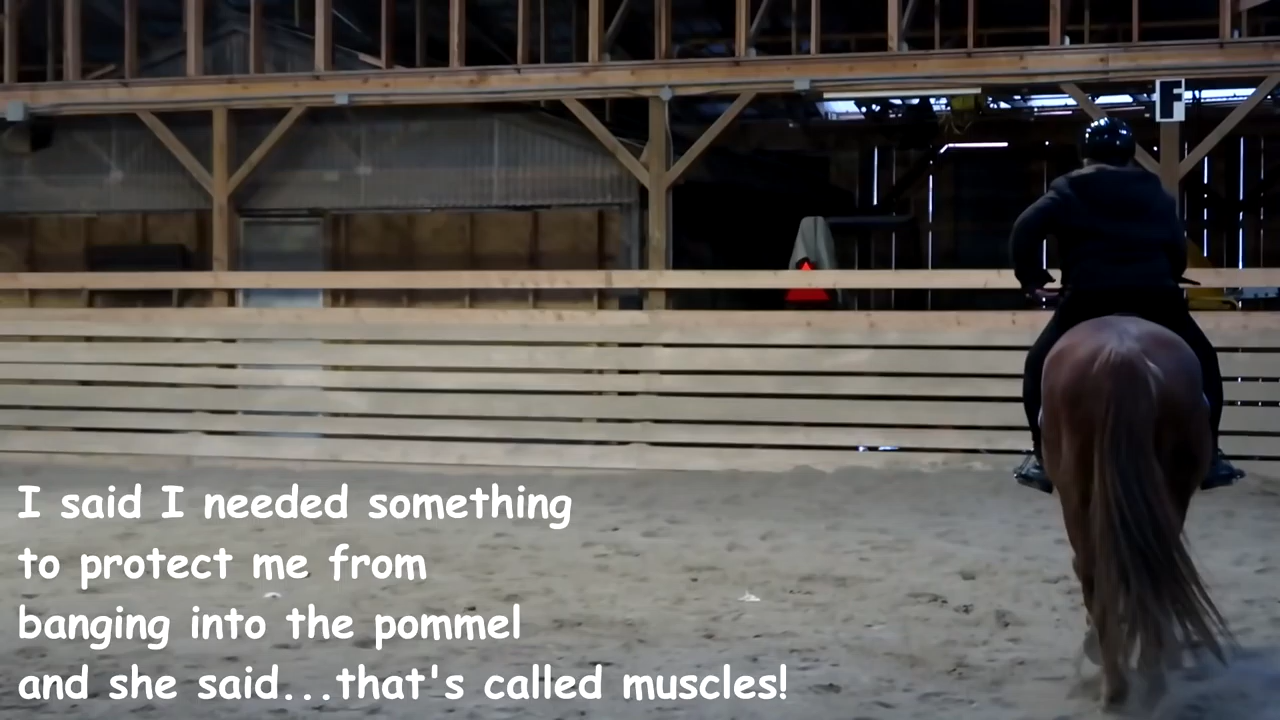 F
I said I needed something
to protect me from
banging into the pommel
and she said...that's called muscles!